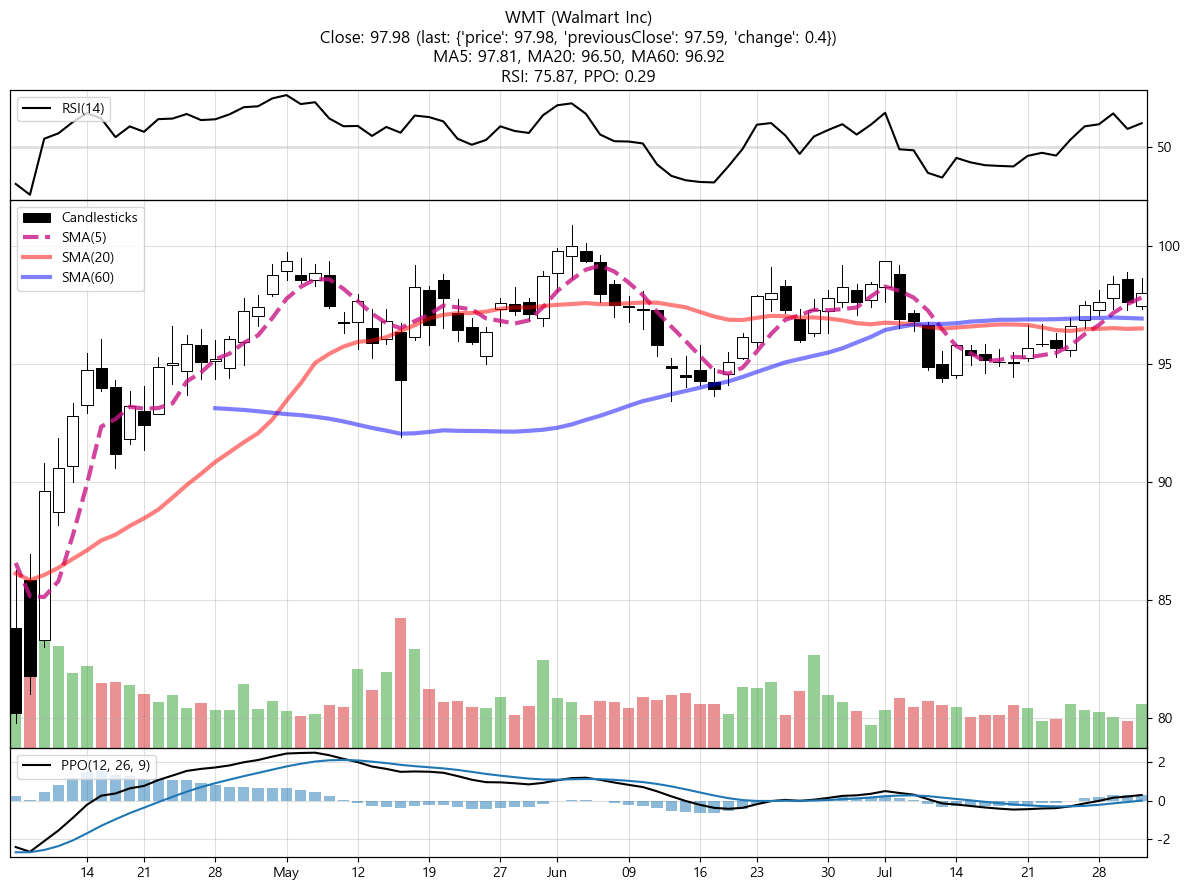 WMT (Walmart Inc)
Close: 97.98 (last: {'price': 97.98, 'previousClose': 97.59, 'change': 0.4})
MA5: 97.81, MA20: 96.50, MA60: 96.92
RSI: 75.87, PPO: 0.29
RSI(14)
50
Candlesticks
SMA(5)
SMA(20)
SMA(60)
100
95
90
85
80
PPO(12, 26, 9)
2
0
-2
14 21 28 May 12 19 27 Jun 09 16 23 30 Jul 14 21 28